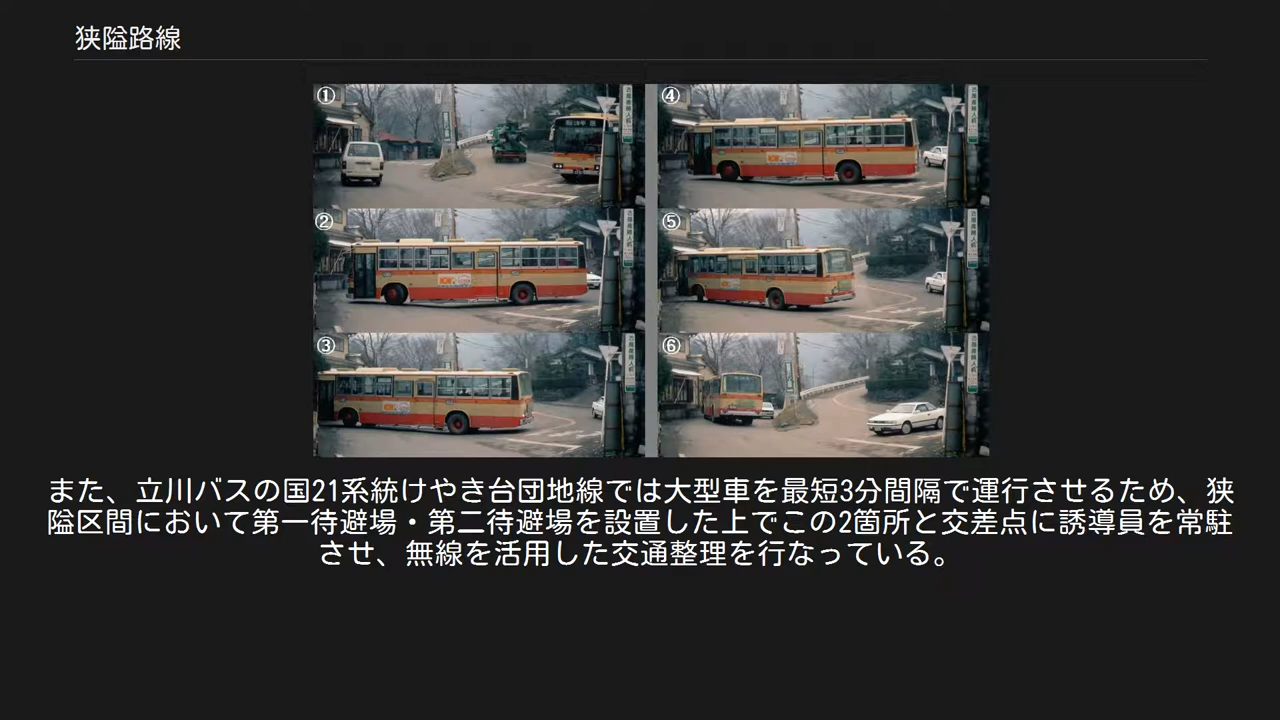 狭隘路線
①
④
②
⑤
③
⑥
また、立川バスの国21系統けやき台団地線では大型車を最短3分間隔で運行させるため、狭
隘区間において第一待避場・第二待避場を設置した上でこの2箇所と交差点に誘導員を常駐
させ、無線を活用した交通整理を行なっている。